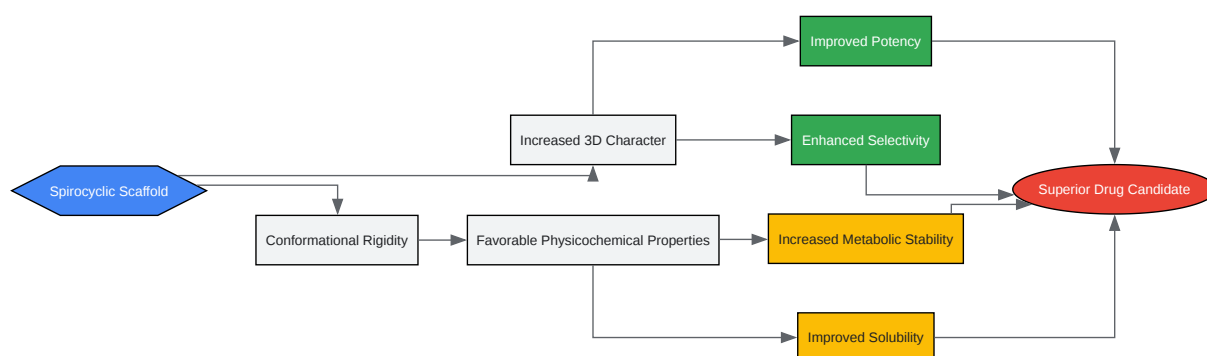 Improved Potency
Increased 3D Character
Enhanced Selectivity
Spirocyclic Scaffold
Superior Drug Candidate
Conformational Rigidity
Favorable Physicochemical Properties
Increased Metabolic Stability
Improved Solubility